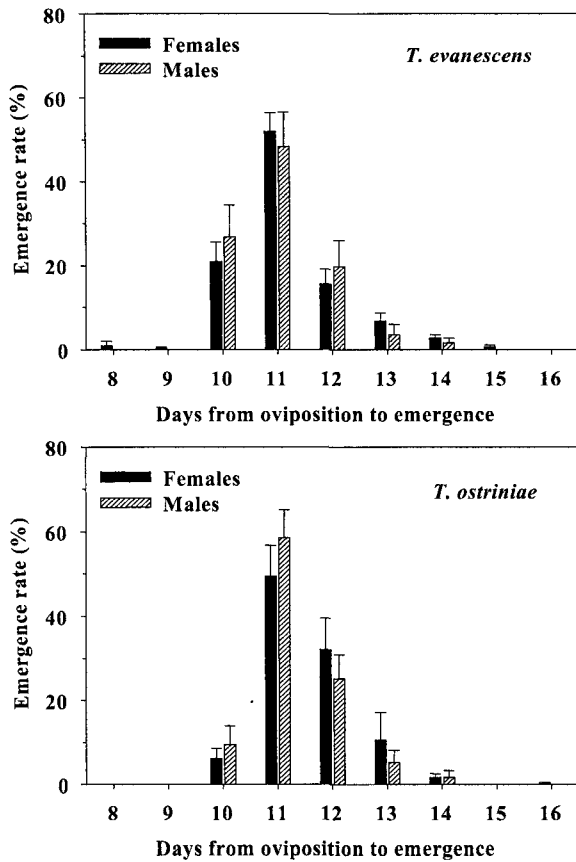 80
60
40
20
0
Emergence rate (%)
Females
Males
T. evanescens
8 9 10 11 12 13 14 15 16
Days from oviposition to emergence
80
60
40
20
0
Emergence rate (%)
Females
Males
T. ostriniae
8 9 10 11 12 13 14 15 16
Days from oviposition to emergence